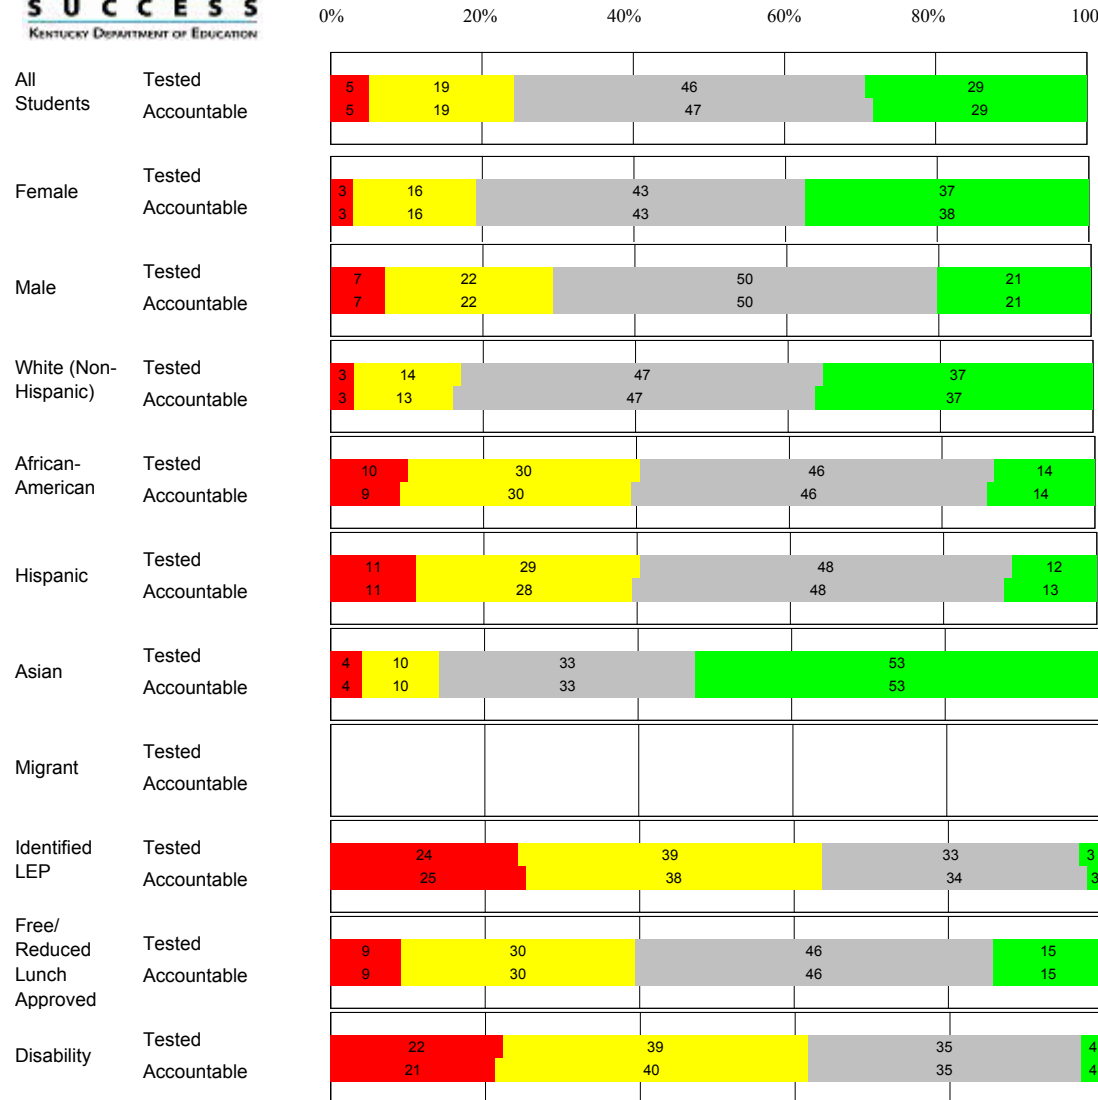 SUCCESS
KENTUCKY DEPARTMENT OF EDUCATION
0% 20% 40% 60% 80% 100
All Students
Tested 5 19 46 29
Accountable 5 19 47 29
Female
Tested 3 16 43 37
Accountable 3 16 43 38
Male
Tested 7 22 50 21
Accountable 7 22 50 21
White (Non-
Hispanic)
Tested 3 14 47 37
Accountable 3 13 47 37
African-
American
Tested 10 30 46 14
Accountable 9 30 46 14
Hispanic
Tested 11 29 48 12
Accountable 11 28 48 13
Asian
Tested 4 10 33 53
Accountable 4 10 33 53
Migrant
Tested
Accountable
Identified
LEP
Tested 24 39 33 3
Accountable 25 38 34 3
Free/
Reduced
Lunch
Approved
Tested 9 30 46 15
Accountable 9 30 46 15
Disability
Tested 22 39 35 4
Accountable 21 40 35 4